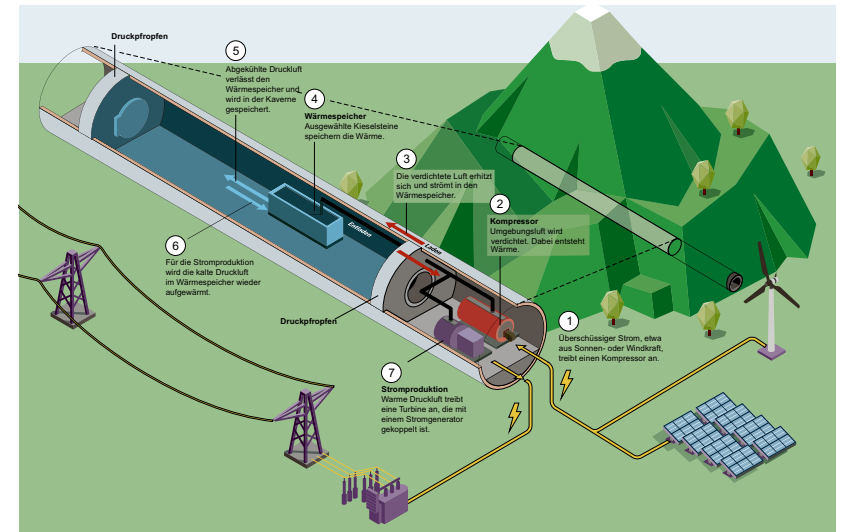 Druckpfropfen
5
Abgekühlte Druckluft
verlässt den
Wärmespeicher und
wird in der Kaverne
gespeichert.
4
Wärmespeicher
Ausgewählte Kieselsteine
speichern die Wärme.
3
Die verdichtete Luft erhitzt
sich und strömt in den
Wärmespeicher.
2
Kompressor
Umgebungsluft wird
verdichtet. Dabei entsteht
Wärme.
Entladen
Laden
6
Für die Stromproduktion
wird die kalte Druckluft
im Wärmespeicher wieder
aufgewärmt.
Druckpfropfen
1
Überschüssiger Strom, etwa
aus Sonnen- oder Windkraft,
treibt einen Kompressor an.
7
Stromproduktion
Warme Druckluft treibt
eine Turbine an, die mit
einem Stromgenerator
gekoppelt ist.